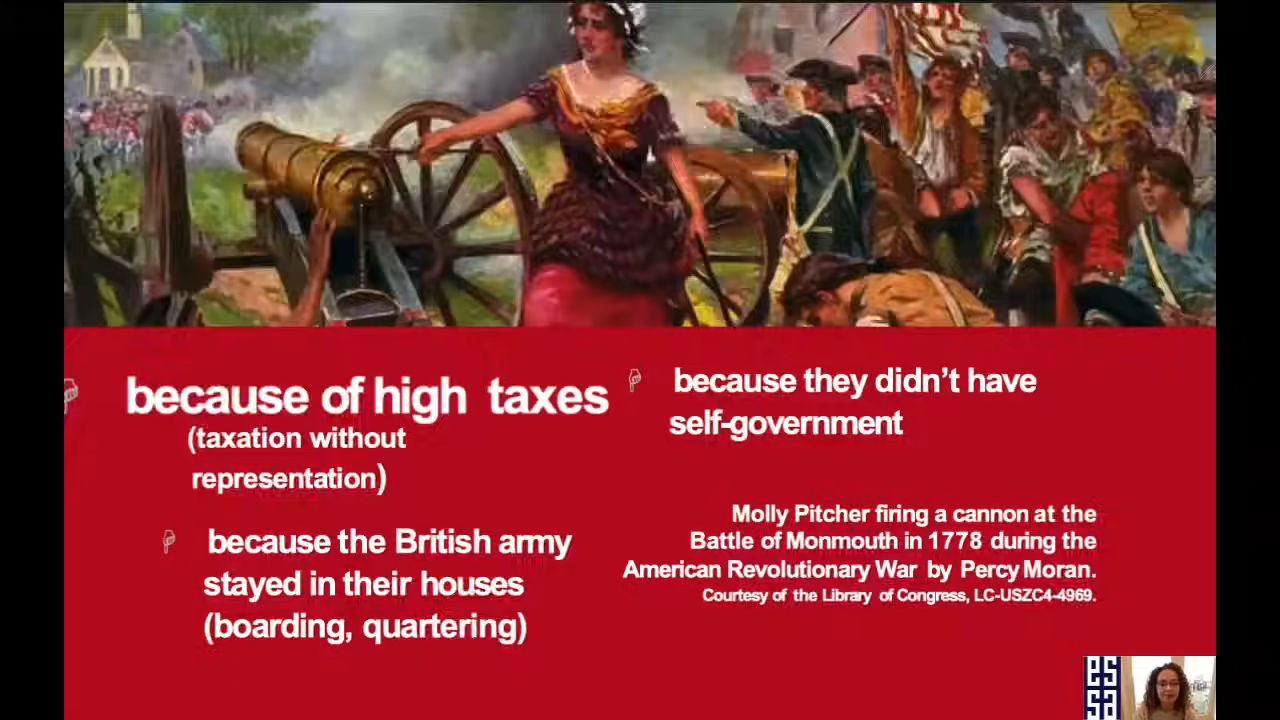 because of high taxes
(taxation without
representation)
because the British army
stayed in their houses
(boarding, quartering)
because they didn’t have
self-government
Molly Pitcher firing a cannon at the
Battle of Monmouth in 1778 during the
American Revolutionary War by Percy Moran.
Courtesy of the Library of Congress, LC-USZC4-4969.